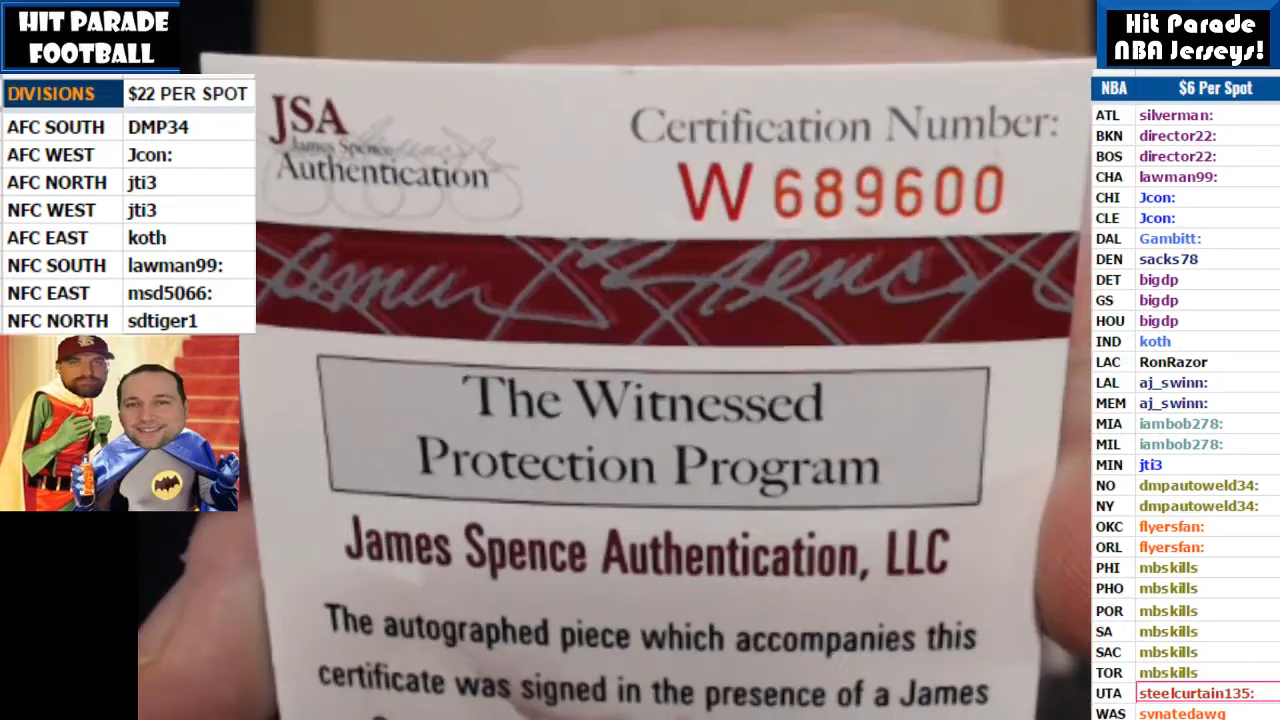 HIT PARADE
FOOTBALL
DIVISIONS $22 PER SPOT
AFC SOUTH DMP34
AFC WEST Jcon:
AFC NORTH jti3
NFC WEST jti3
AFC EAST koth
NFC SOUTH lawman99:
NFC EAST msd5066:
NFC NORTH sdtiger1
JSA
James Spence
Authentication
Certification Number:
W 689600
James Spence
The Witnessed
Protection Program
James Spence Authentication, LLC
The autographed piece which accompanies this
certificate was signed in the presence of a James
Hit Parade
NBA Jerseys!
NBA $6 Per Spot
ATL silverman:
BKN director22:
BOS director22:
CHA lawman99:
CHI Jcon:
CLE Jcon:
DAL Gambitt:
DEN sacks78
DET bigdp
GS bigdp
HOU bigdp
IND koth
LAC RonRazor
LAL aj_swinn:
MEM aj_swinn:
MIA iambob278:
MIL iambob278:
MIN jti3
NO dmpautoweld34:
NY dmpautoweld34:
OKC flyersfan:
ORL flyersfan:
PHI mbskills
PHO mbskills
POR mbskills
SA mbskills
SAC mbskills
TOR mbskills
UTA steelcurtain135:
WAS synatedawg